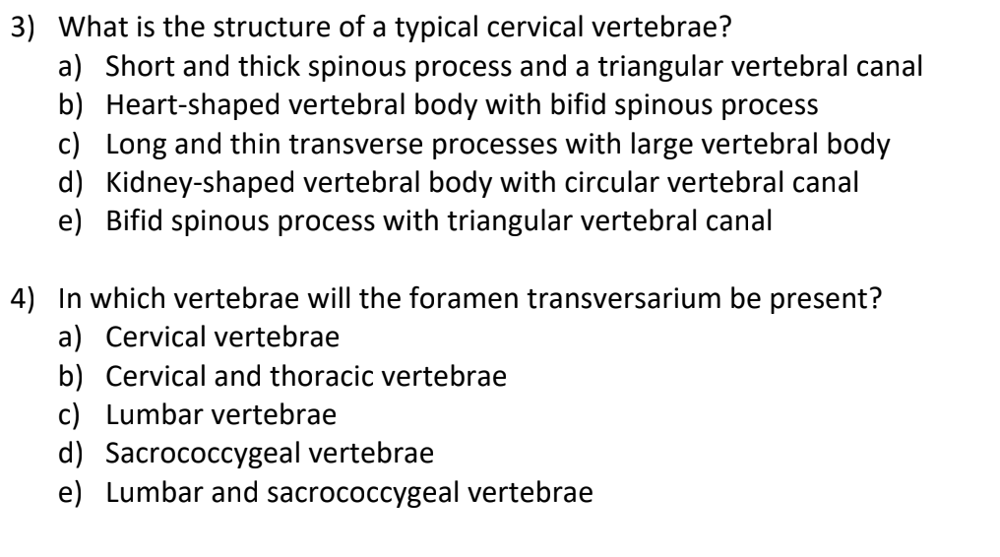 3) What is the structure of a typical cervical vertebrae?
a) Short and thick spinous process and a triangular vertebral canal
b) Heart-shaped vertebral body with bifid spinous process
c) Long and thin transverse processes with large vertebral body
d) Kidney-shaped vertebral body with circular vertebral canal
e) Bifid spinous process with triangular vertebral canal
4) In which vertebrae will the foramen transversarium be present?
a) Cervical vertebrae
b) Cervical and thoracic vertebrae
c) Lumbar vertebrae
d) Sacrococcygeal vertebrae
e) Lumbar and sacrococcygeal vertebrae